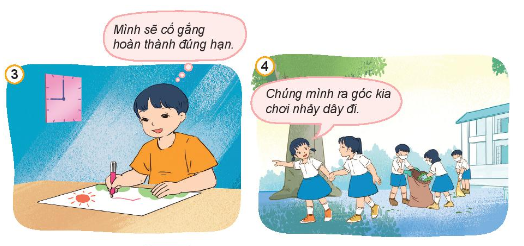 Mình sẽ cố gắng
hoàn thành đúng hạn.
3
4
Chúng mình ra góc kia
chơi nhảy dây đi.